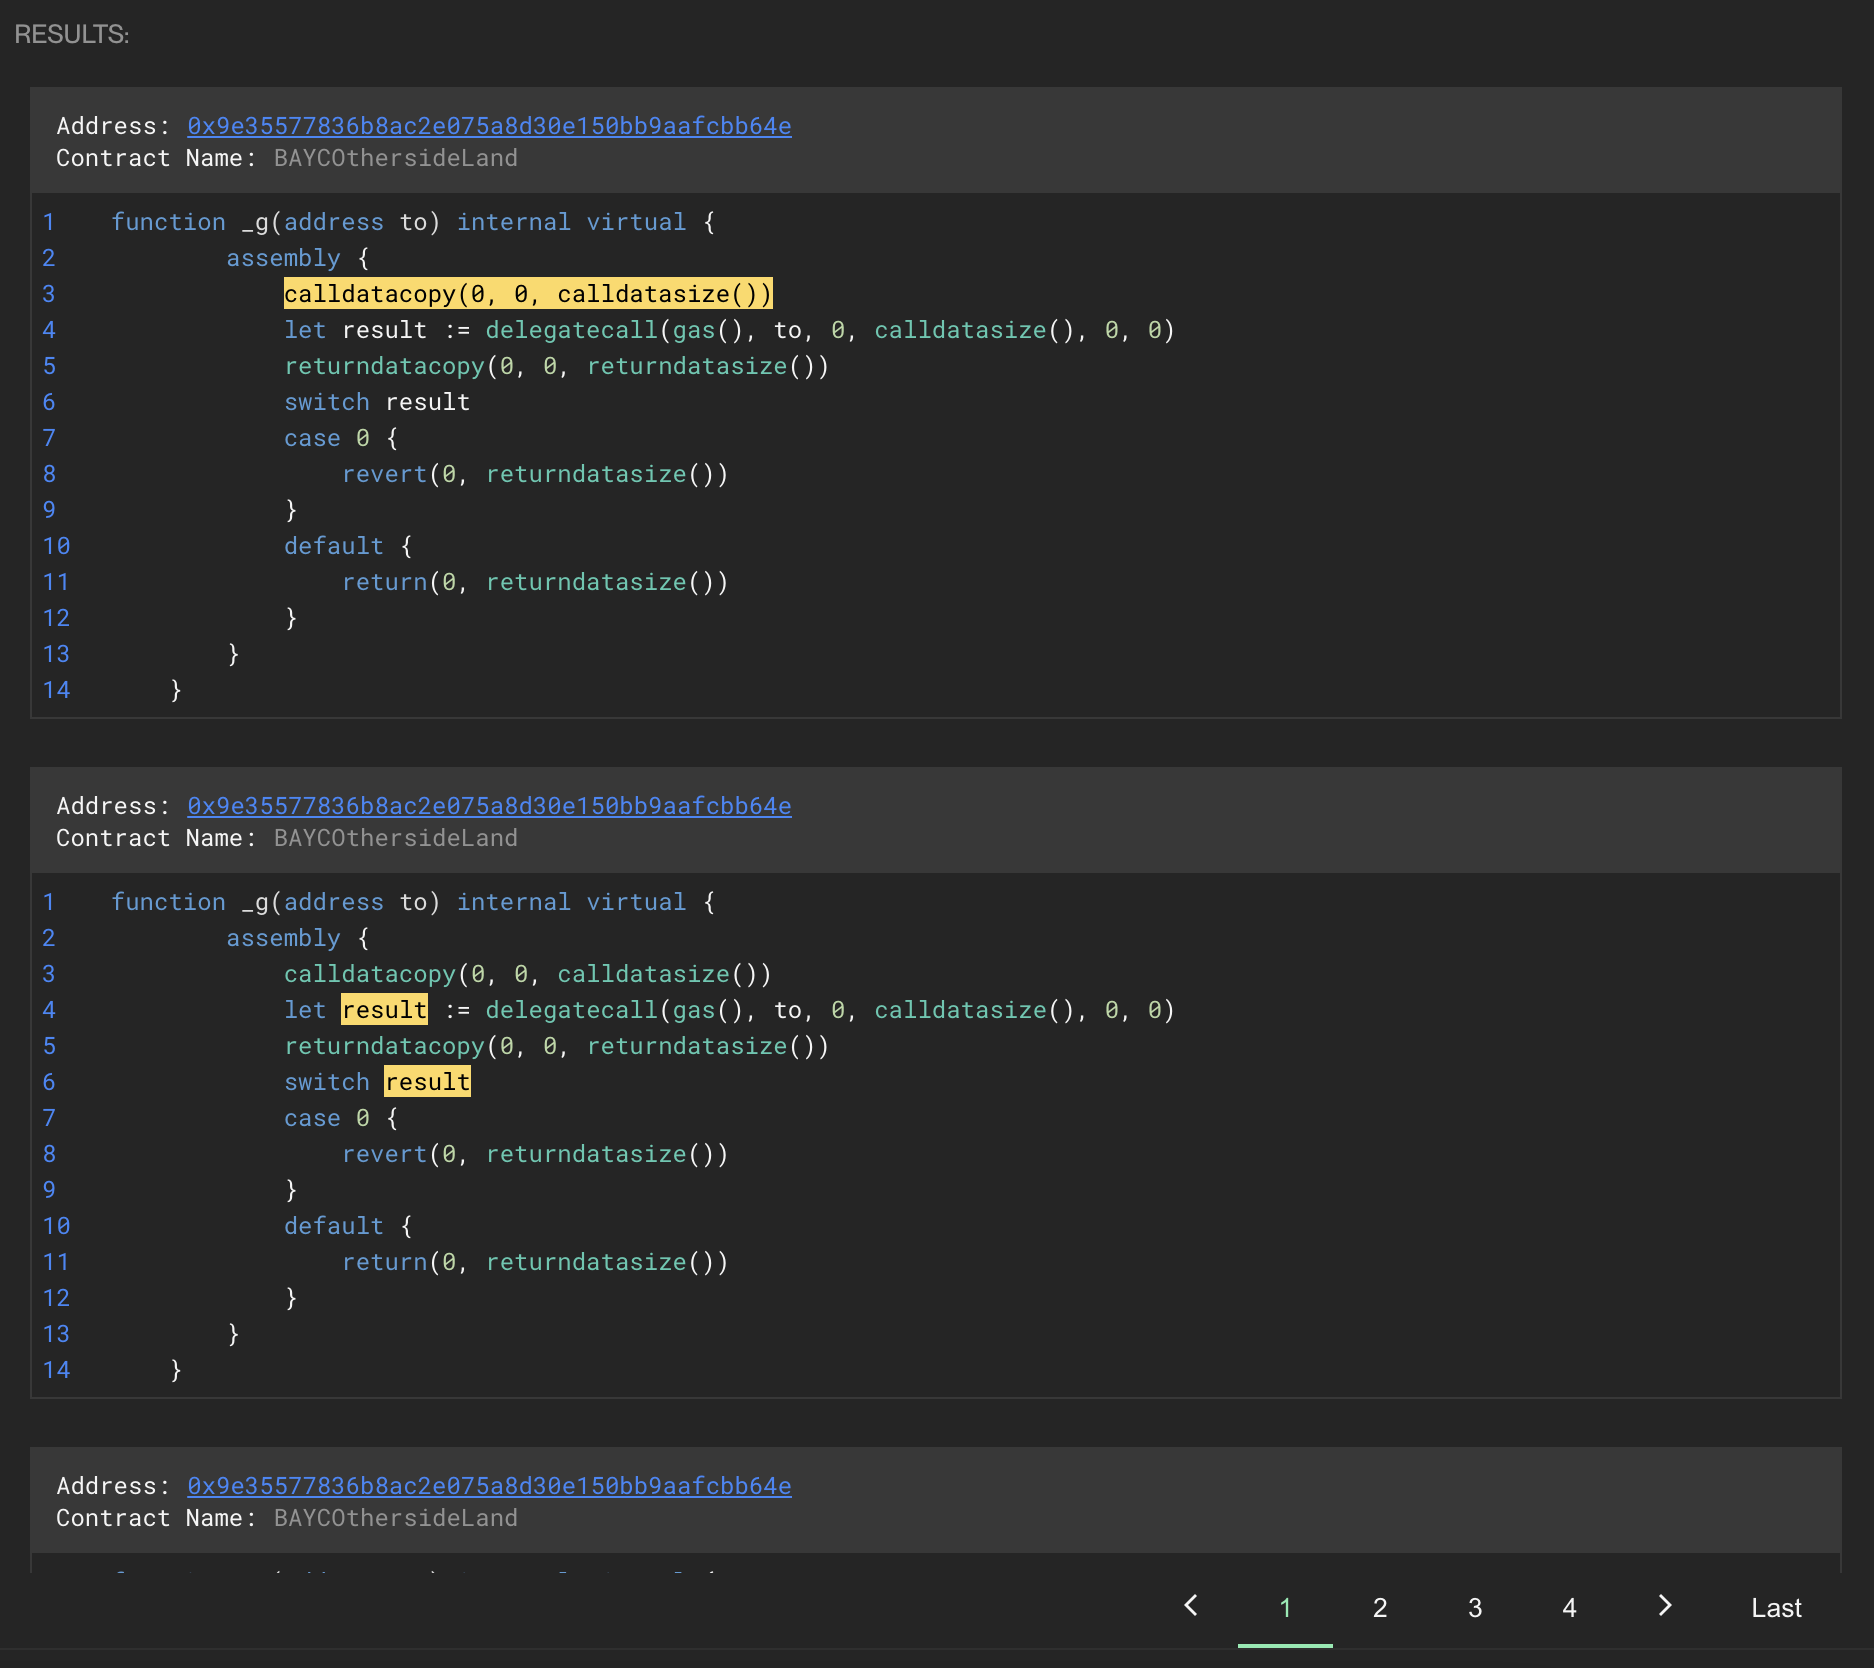 RESULTS:
Address: 0x9e35577836b8ac2e075a8d30e150bb9aafcbb64e
Contract Name: BAYCOthersideLand
1 function _g(address to) internal virtual {
2 assembly {
3 calldatacopy(0, 0, calldatasize())
4 let result := delegatecall(gas(), to, 0, calldatasize(), 0, 0)
5 returndatacopy(0, 0, returndatasize())
6 switch result
7 case 0 {
8 revert(0, returndatasize())
9 }
10 default {
11 return(0, returndatasize())
12 }
13 }
14 }
Address: 0x9e35577836b8ac2e075a8d30e150bb9aafcbb64e
Contract Name: BAYCOthersideLand
1 function _g(address to) internal virtual {
2 assembly {
3 calldatacopy(0, 0, calldatasize())
4 let result := delegatecall(gas(), to, 0, calldatasize(), 0, 0)
5 returndatacopy(0, 0, returndatasize())
6 switch result
7 case 0 {
8 revert(0, returndatasize())
9 }
10 default {
11 return(0, returndatasize())
12 }
13 }
14 }
Address: 0x9e35577836b8ac2e075a8d30e150bb9aafcbb64e
Contract Name: BAYCOthersideLand
1 2 3 4 Last